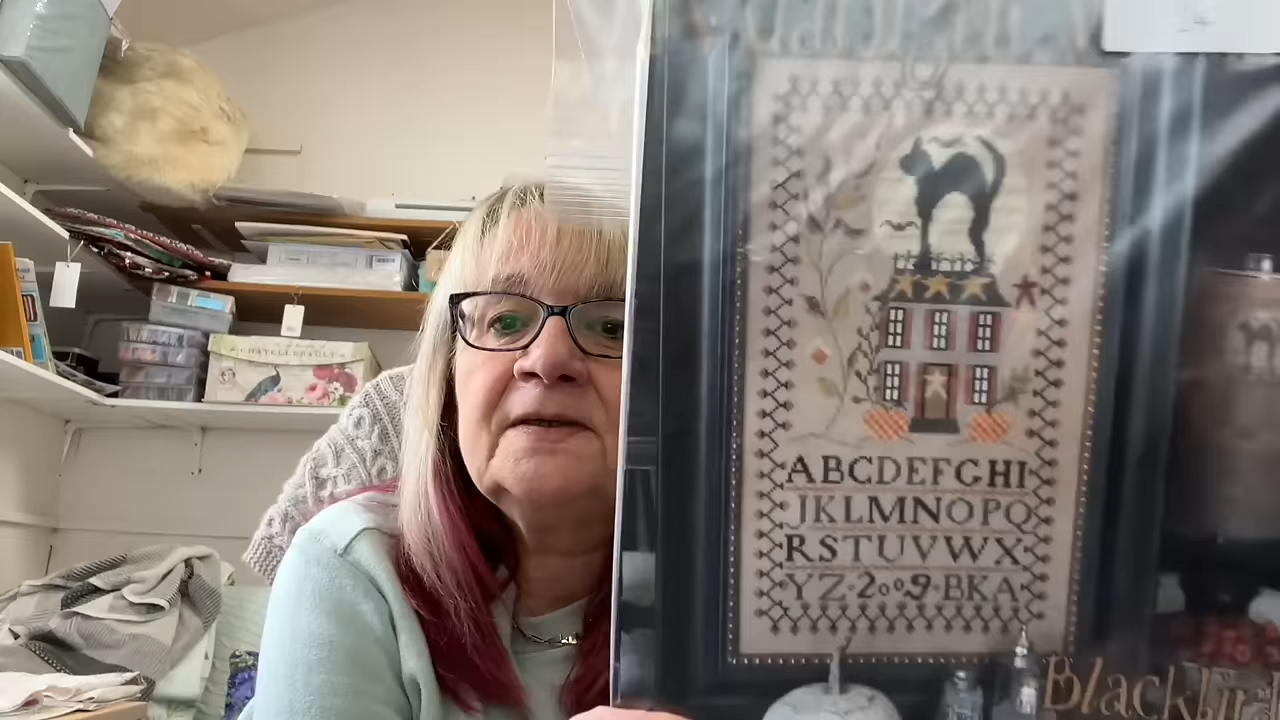 CHATELLERAULT
ABCDEFGHI
JKLMNOPQ
RSTUVWX
YZ·2009·BKA
Blackbird